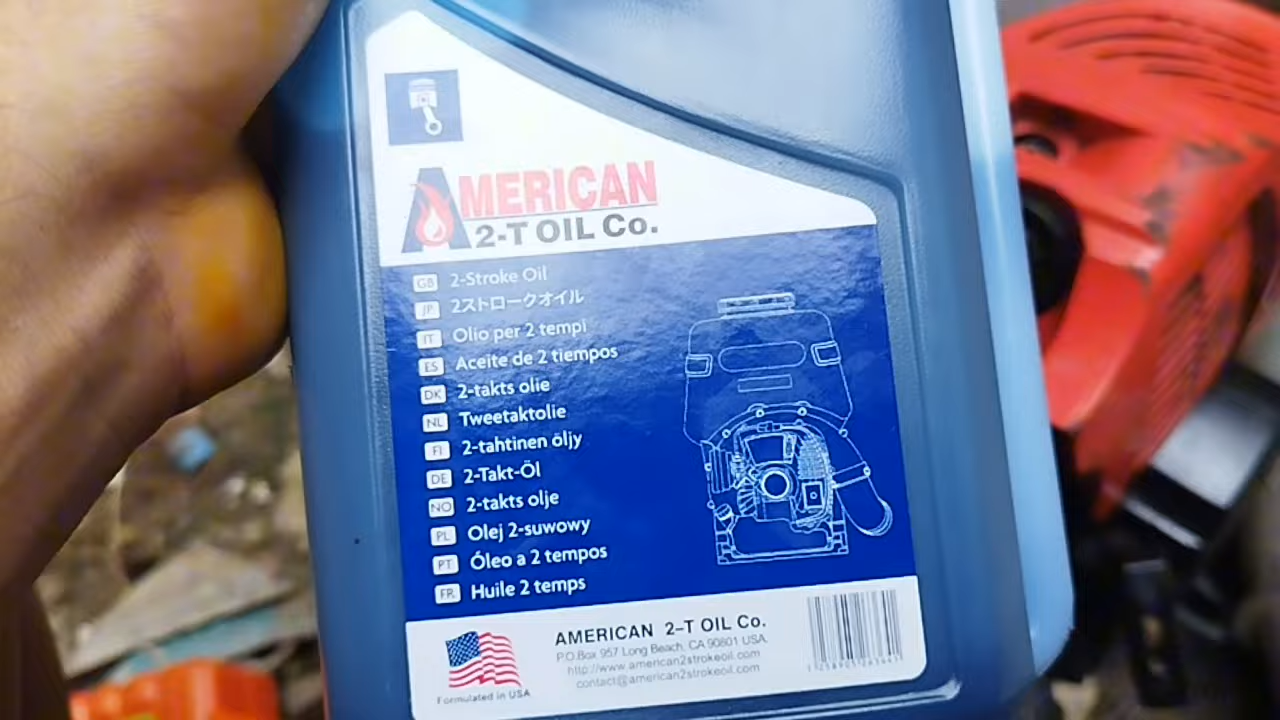 AMERICAN
2-T OIL Co.
GB 2-Stroke Oil
JP 2ストロークオイル
IT Olio per 2 tempi
ES Aceite de 2 tiempos
DK 2-takts olie
NL Tweetaktolie
FI 2-tahtinen öljy
DE 2-Takt-Öl
NO 2-takts olje
PL Olej 2-suwowy
PT Óleo a 2 tempos
FR Huile 2 temps
Formulated in USA
AMERICAN 2-T OIL Co.
P.O.Box 957 Long Beach, CA 90801 USA.
http://www.american2strokeoil.com
contact@american2strokeoil.com